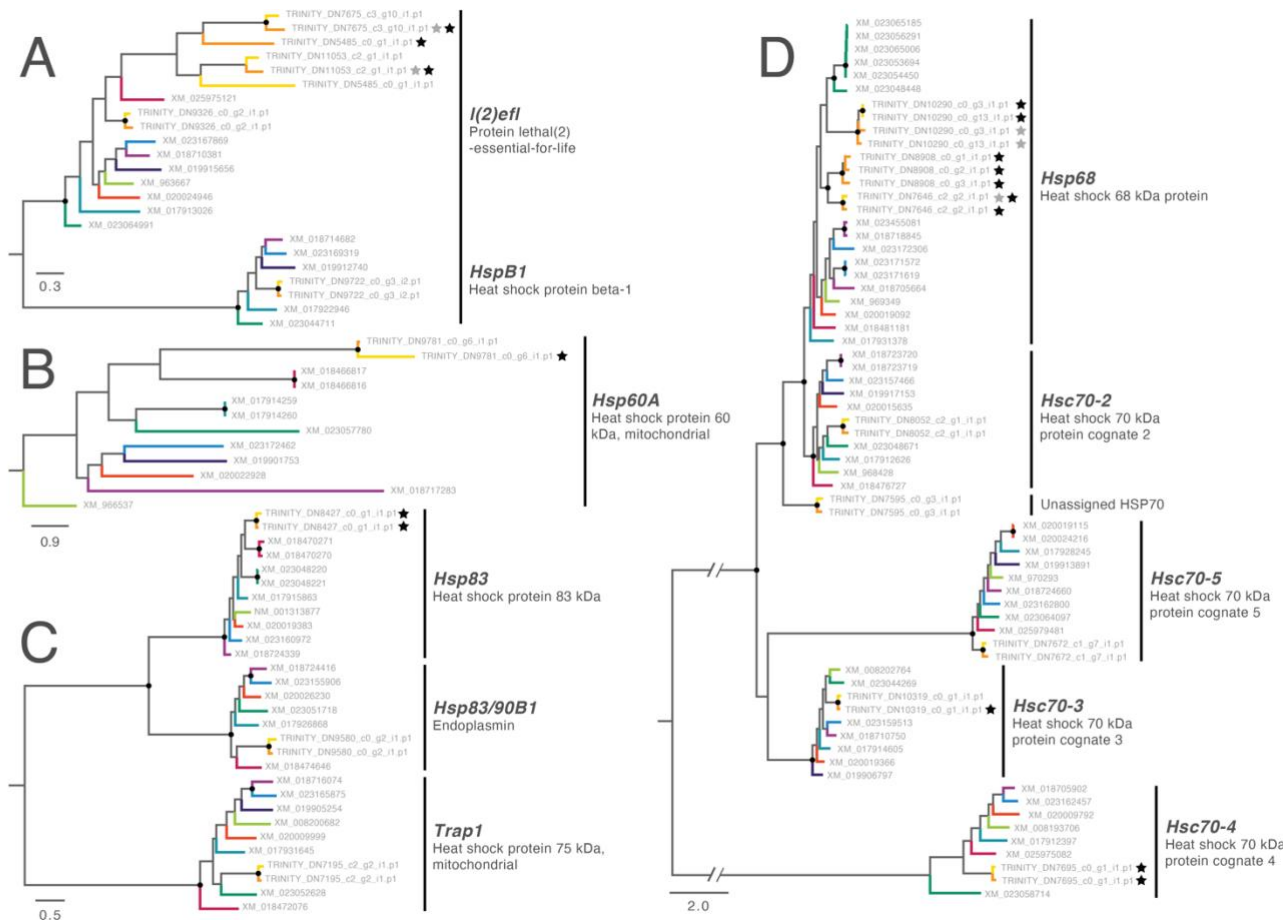 A
TRINITY_DN7675_c3_g10_i1.p1
TRINITY_DN7675_c3_g10_i1.p1
TRINITY_DN5485_c0_g1_i1.p1
TRINITY_DN11053_c2_g1_i1.p1
TRINITY_DN11053_c2_g1_i1.p1
TRINITY_DN5485_c0_g1_i1.p1
XM_025975121
TRINITY_DN9326_c0_g2_i1.p1
TRINITY_DN9326_c0_g2_i1.p1
XM_023167869
XM_018710381
XM_019915656
XM_963667
XM_020024946
XM_017913026
XM_023064991
l(2)efl
Protein lethal(2)
-essential-for-life
XM_018714682
XM_023169319
XM_019912740
TRINITY_DN9722_c0_g3_i2.p1
TRINITY_DN9722_c0_g3_i2.p1
XM_017922946
XM_023044711
HspB1
Heat shock protein beta-1
0.3
B
TRINITY_DN9781_c0_g6_i1.p1
TRINITY_DN9781_c0_g6_i1.p1
XM_018466817
XM_018466816
XM_017914259
XM_017914260
XM_023057780
XM_023172462
XM_019901753
XM_020022928
XM_018717283
XM_966537
Hsp60A
Heat shock protein 60
kDa, mitochondrial
0.9
C
TRINITY_DN8427_c0_g1_i1.p1
TRINITY_DN8427_c0_g1_i1.p1
XM_018470271
XM_018470270
XM_023048220
XM_023048221
XM_017915863
NM_001313877
XM_020019383
XM_023160972
XM_018724339
Hsp83
Heat shock protein 83 kDa
XM_018724416
XM_023155906
XM_020026230
XM_023051718
XM_017926868
TRINITY_DN9580_c0_g2_i1.p1
TRINITY_DN9580_c0_g2_i1.p1
XM_018474646
Hsp83/90B1
Endoplasmin
XM_018716074
XM_023165875
XM_019905254
XM_008200682
XM_020009999
XM_017931645
TRINITY_DN7195_c2_g2_i1.p1
TRINITY_DN7195_c2_g2_i1.p1
XM_023052628
XM_018472076
Trap1
Heat shock protein 75 kDa,
mitochondrial
0.5
D
XM_023065185
XM_023056291
XM_023065006
XM_023053694
XM_023054450
XM_023048448
TRINITY_DN10290_c0_g3_i1.p1
TRINITY_DN10290_c0_g13_i1.p1
TRINITY_DN10290_c0_g3_i1.p1
TRINITY_DN10290_c0_g13_i1.p1
TRINITY_DN8908_c0_g1_i1.p1
TRINITY_DN8908_c0_g2_i1.p1
TRINITY_DN8908_c0_g3_i1.p1
TRINITY_DN7646_c2_g2_i1.p1
TRINITY_DN7646_c2_g2_i1.p1
XM_023455081
XM_018718845
XM_023172306
XM_023171572
XM_023171619
XM_018705664
XM_969349
XM_020019092
XM_018481181
XM_017931378
Hsp68
Heat shock 68 kDa protein
XM_018723720
XM_018723719
XM_023157466
XM_019917153
XM_020015635
TRINITY_DN8052_c2_g1_i1.p1
TRINITY_DN8052_c2_g1_i1.p1
XM_023048671
XM_017912626
XM_968428
XM_018476727
Hsc70-2
Heat shock 70 kDa
protein cognate 2
TRINITY_DN7595_c0_g3_i1.p1
TRINITY_DN7595_c0_g3_i1.p1
Unassigned HSP70
XM_020019115
XM_020024216
XM_017928245
XM_019913891
XM_970293
XM_018724660
XM_023162800
XM_023064097
XM_025979481
TRINITY_DN7672_c1_g7_i1.p1
TRINITY_DN7672_c1_g7_i1.p1
Hsc70-5
Heat shock 70 kDa
protein cognate 5
XM_008202764
XM_023044269
TRINITY_DN10319_c0_g1_i1.p1
TRINITY_DN10319_c0_g1_i1.p1
XM_023159513
XM_018710750
XM_017914605
XM_020019366
XM_019906797
Hsc70-3
Heat shock 70 kDa
protein cognate 3
XM_018705902
XM_023162457
XM_020009792
XM_008193706
XM_017912397
XM_025975082
TRINITY_DN7695_c0_g1_i1.p1
TRINITY_DN7695_c0_g1_i1.p1
XM_023058714
Hsc70-4
Heat shock 70 kDa
protein cognate 4
2.0